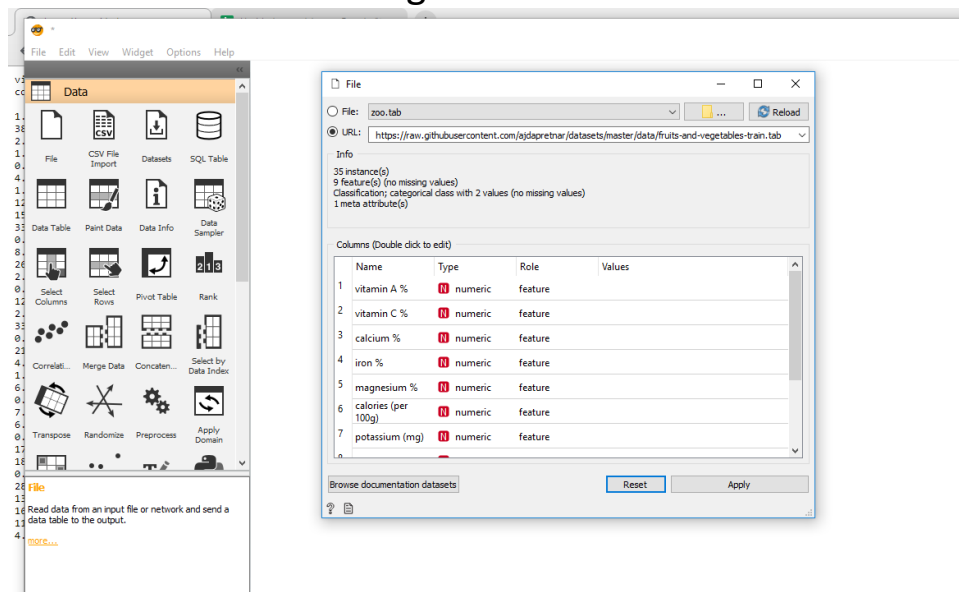 File Edit View Widget Options Help
Data
File
CSV File
Import
Datasets
SQL Table
CSV
Data Table
Paint Data
Data Info
Data
Sampler
Select
Columns
Select
Rows
Pivot Table
Rank
2 1 3
Correlati...
Merge Data
Concaten...
Select by
Data Index
Transpose
Randomize
Preprocess
Apply
Domain
File
Read data from an input file or network and send a
data table to the output.
more...
File
File: zoo.tab
...
Reload
URL: https://raw.githubusercontent.com/ajdapretnar/datasets/master/data/fruits-and-vegetables-train.tab
Info
35 instance(s)
9 feature(s) (no missing values)
Classification; categorical class with 2 values (no missing values)
1 meta attribute(s)
Columns (Double click to edit)
Name Type Role Values
1 vitamin A % N numeric feature
2 vitamin C % N numeric feature
3 calcium % N numeric feature
4 iron % N numeric feature
5 magnesium % N numeric feature
6 calories (per
100g) N numeric feature
7 potassium (mg) N numeric feature
Browse documentation datasets
Reset
Apply
?